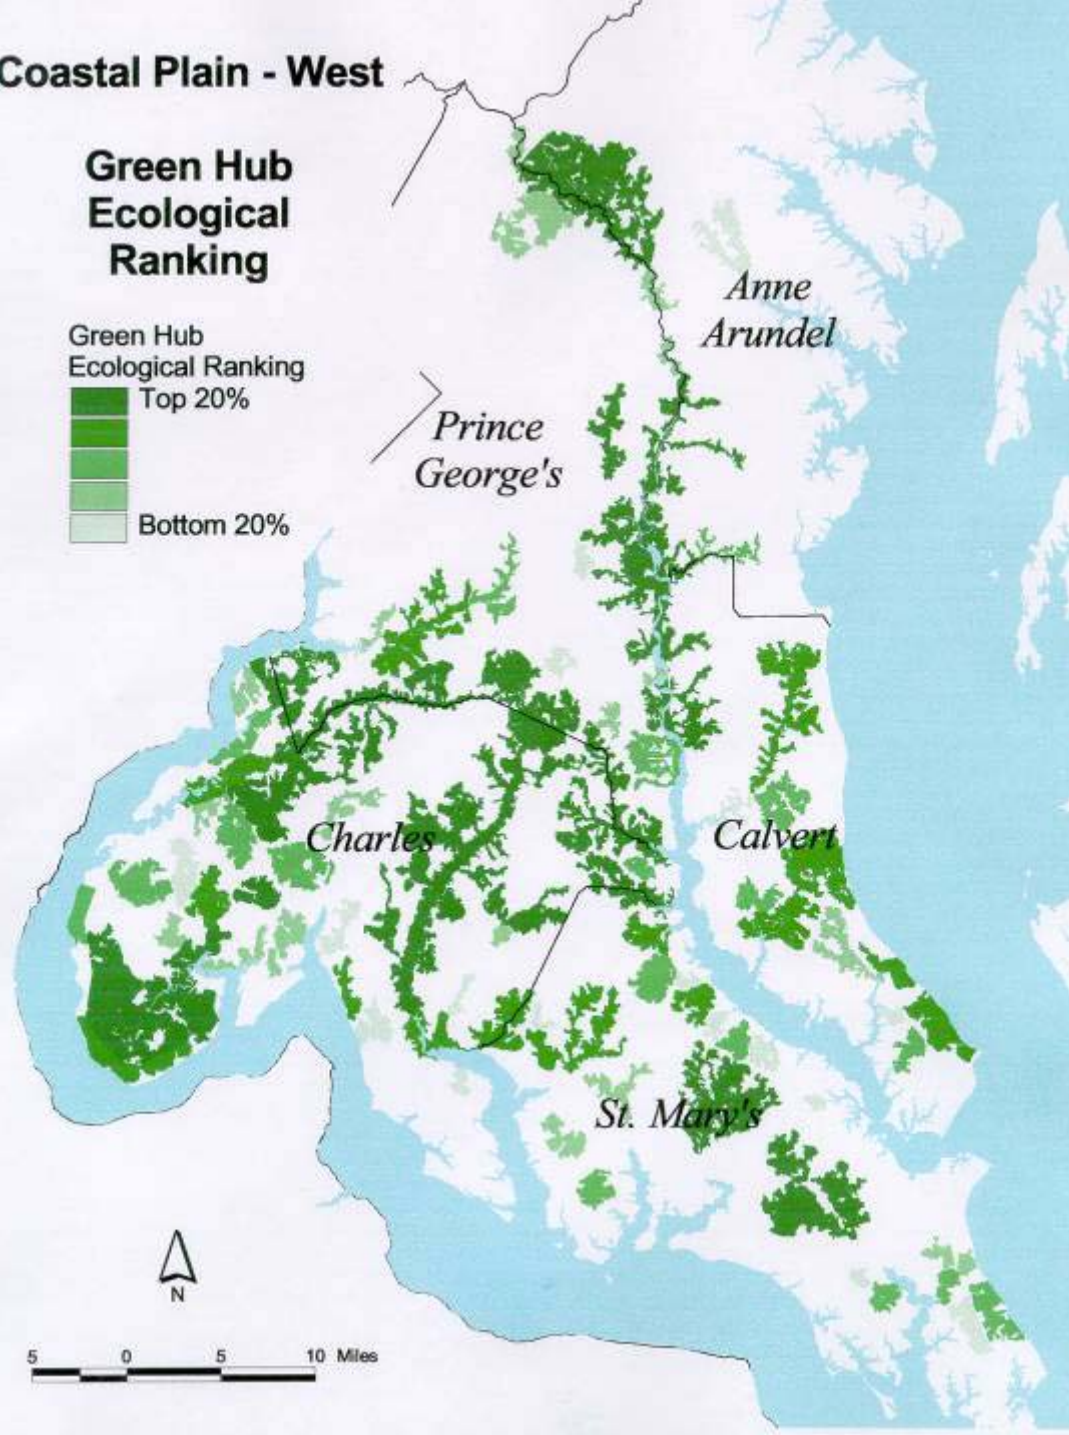 Coastal Plain - West
Green Hub
Ecological
Ranking
Green Hub
Ecological Ranking
Top 20%
Bottom 20%
Anne
Arundel
Prince
George's
Charles
Calvert
St. Mary's
N
5 0 5 10 Miles